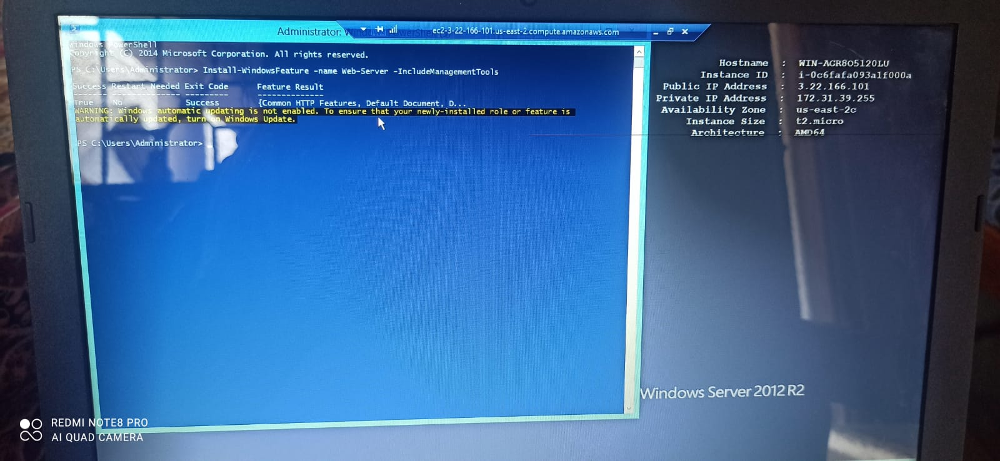 Administrator: Windows PowerShell
ec2-3-22-166-101.us-east-2.compute.amazonaws.com
Windows PowerShell
Copyright (C) 2014 Microsoft Corporation. All rights reserved.
PS C:\Users\Administrator> Install-WindowsFeature -name Web-Server -IncludeManagementTools
Success Restart Needed Exit Code Feature Result
------- -------------- --------- --------------
True No Success {Common HTTP Features, Default Document, D...
WARNING: Windows automatic updating is not enabled. To ensure that your newly-installed role or feature is
automatically updated, turn on Windows Update.
PS C:\Users\Administrator> _
Hostname : WIN-AGR8O5120LU
Instance ID : i-0c6fafa093a1f000a
Public IP Address : 3.22.166.101
Private IP Address : 172.31.39.255
Availability Zone : us-east-2c
Instance Size : t2.micro
Architecture : AMD64
Windows Server 2012 R2
REDMI NOTE8 PRO
AI QUAD CAMERA